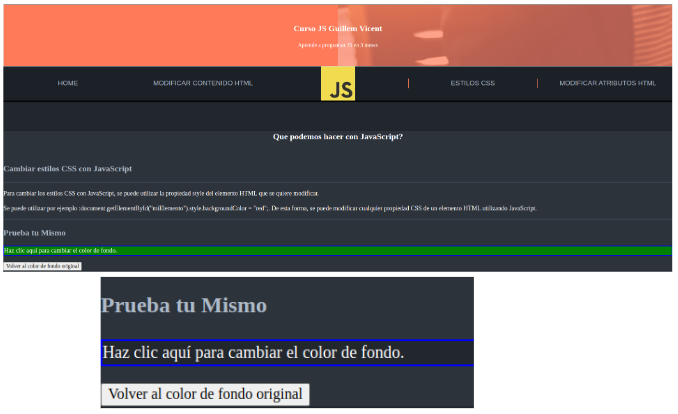 Curso JS Guillem Vicent
Aprende a programar JS en 3 meses
HOME MODIFICAR CONTENIDO HTML JS ESTILOS CSS MODIFICAR ATRIBUTOS HTML
Que podemos hacer con JavaScript?
Cambiar estilos CSS con JavaScript
Para cambiar los estilos CSS con JavaScript, se puede utilizar la propiedad style del elemento HTML que se quiere modificar.
Se puede utilizar por ejemplo :document.getElementById("miElemento").style.backgroundColor = "red";. De esta forma, se puede modificar cualquier propiedad CSS de un elemento HTML utilizando JavaScript.
Prueba tu Mismo
Haz clic aquí para cambiar el color de fondo.
Volver al color de fondo original
Prueba tu Mismo
Haz clic aquí para cambiar el color de fondo.
Volver al color de fondo original